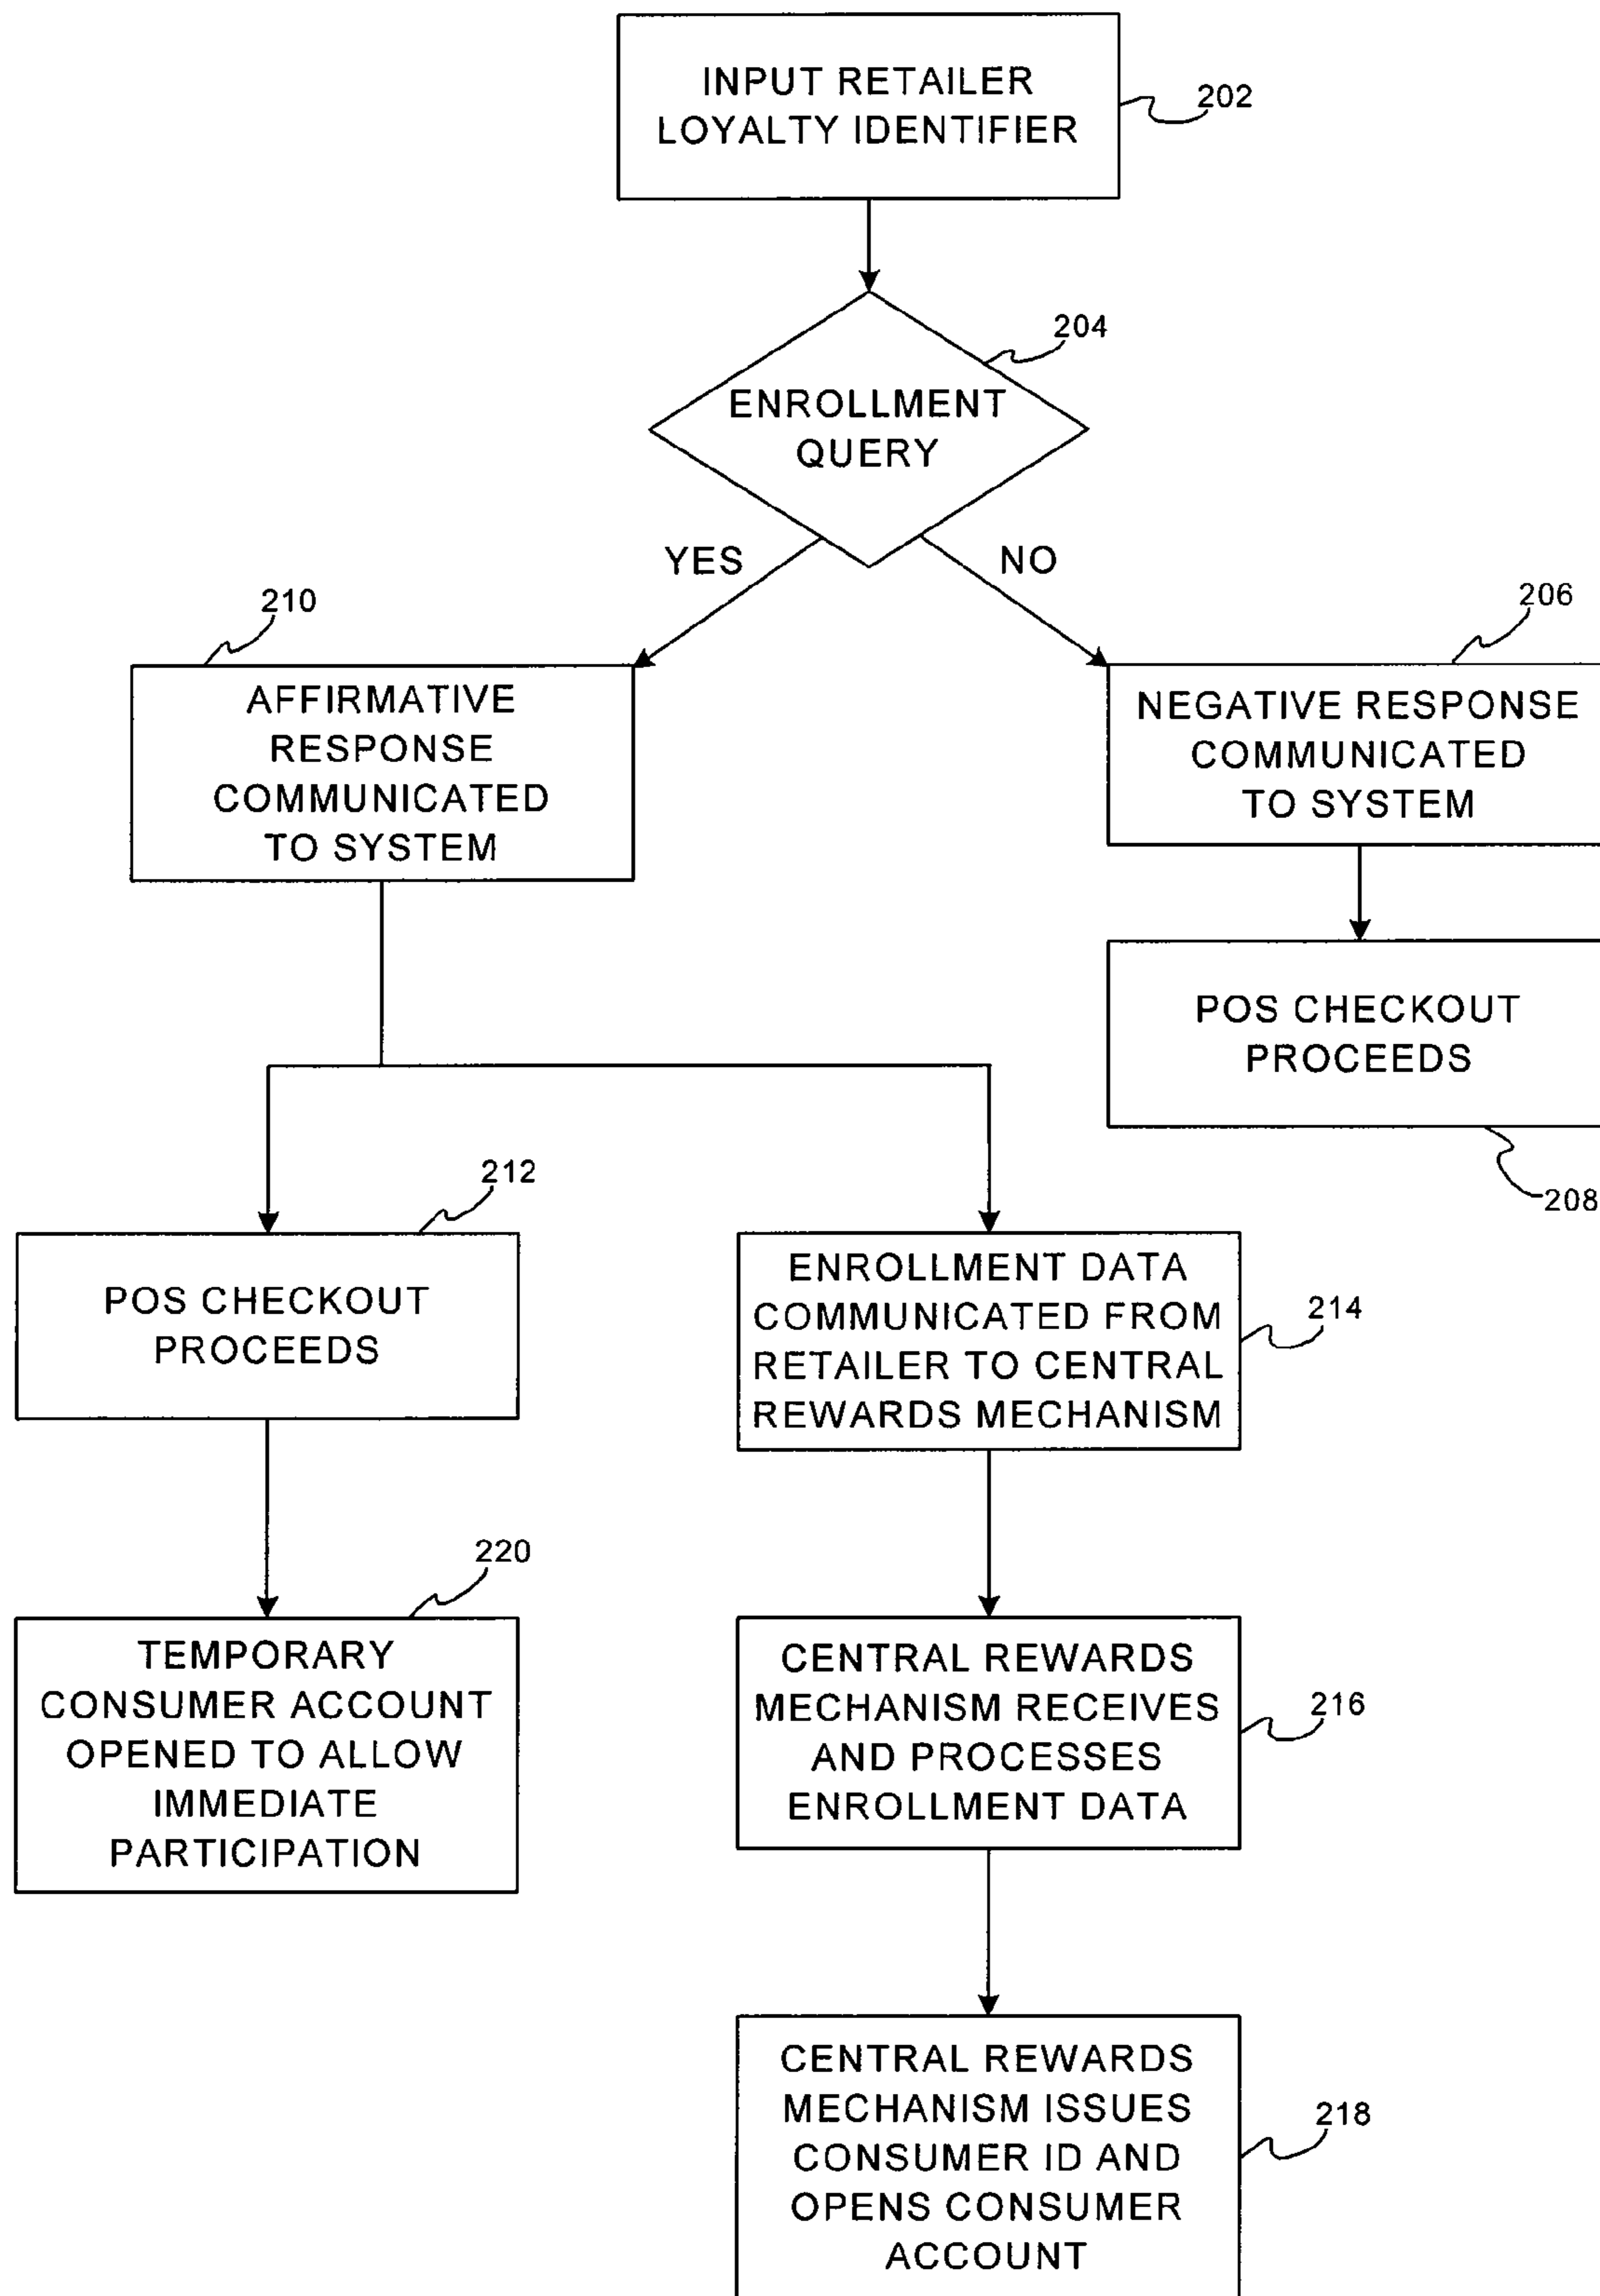 INPUT RETAILER
LOYALTY IDENTIFIER
202
204
ENROLLMENT
QUERY
YES
NO
210
206
AFFIRMATIVE
RESPONSE
COMMUNICATED
TO SYSTEM
NEGATIVE RESPONSE
COMMUNICATED
TO SYSTEM
POS CHECKOUT
PROCEEDS
208
212
POS CHECKOUT
PROCEEDS
ENROLLMENT DATA
COMMUNICATED FROM
RETAILER TO CENTRAL
REWARDS MECHANISM
214
220
TEMPORARY
CONSUMER ACCOUNT
OPENED TO ALLOW
IMMEDIATE
PARTICIPATION
CENTRAL REWARDS
MECHANISM RECEIVES
AND PROCESSES
ENROLLMENT DATA
216
CENTRAL REWARDS
MECHANISM ISSUES
CONSUMER ID AND
OPENS CONSUMER
ACCOUNT
218